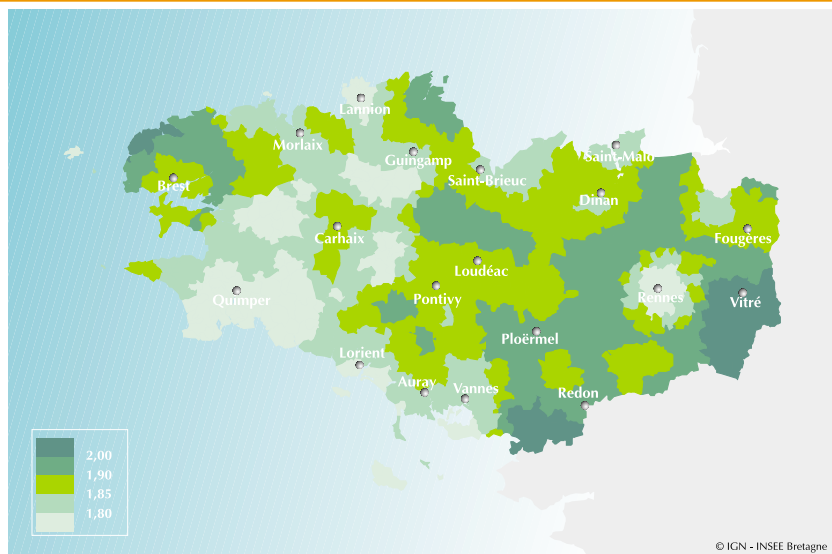 Lannion
Morlaix
Guingamp
Saint-Malo
Saint-Brieuc
Brest
Dinan
Carhaix
Fougères
Loudéac
Quimper
Pontivy
Rennes
Vitré
Ploërmel
Lorient
Auray
Vannes
Redon
2,00
1,90
1,85
1,80
© IGN - INSEE Bretagne